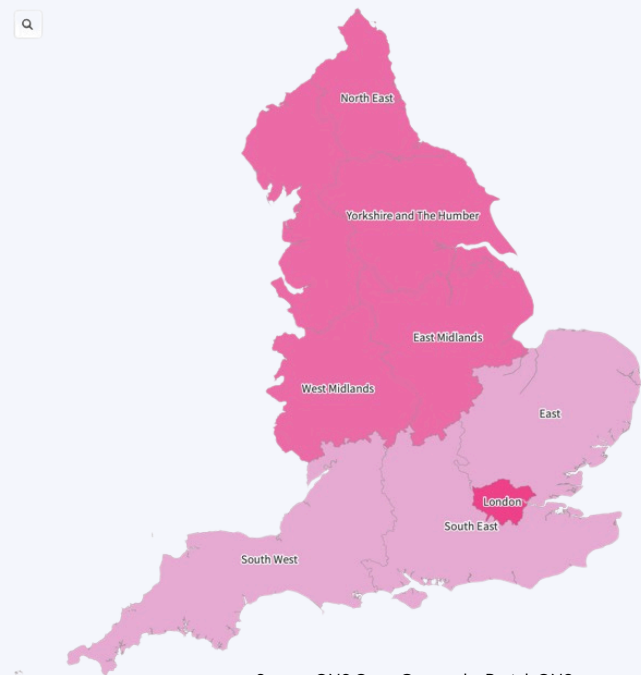 North East
Yorkshire and The Humber
East Midlands
West Midlands
East
London
South East
South West